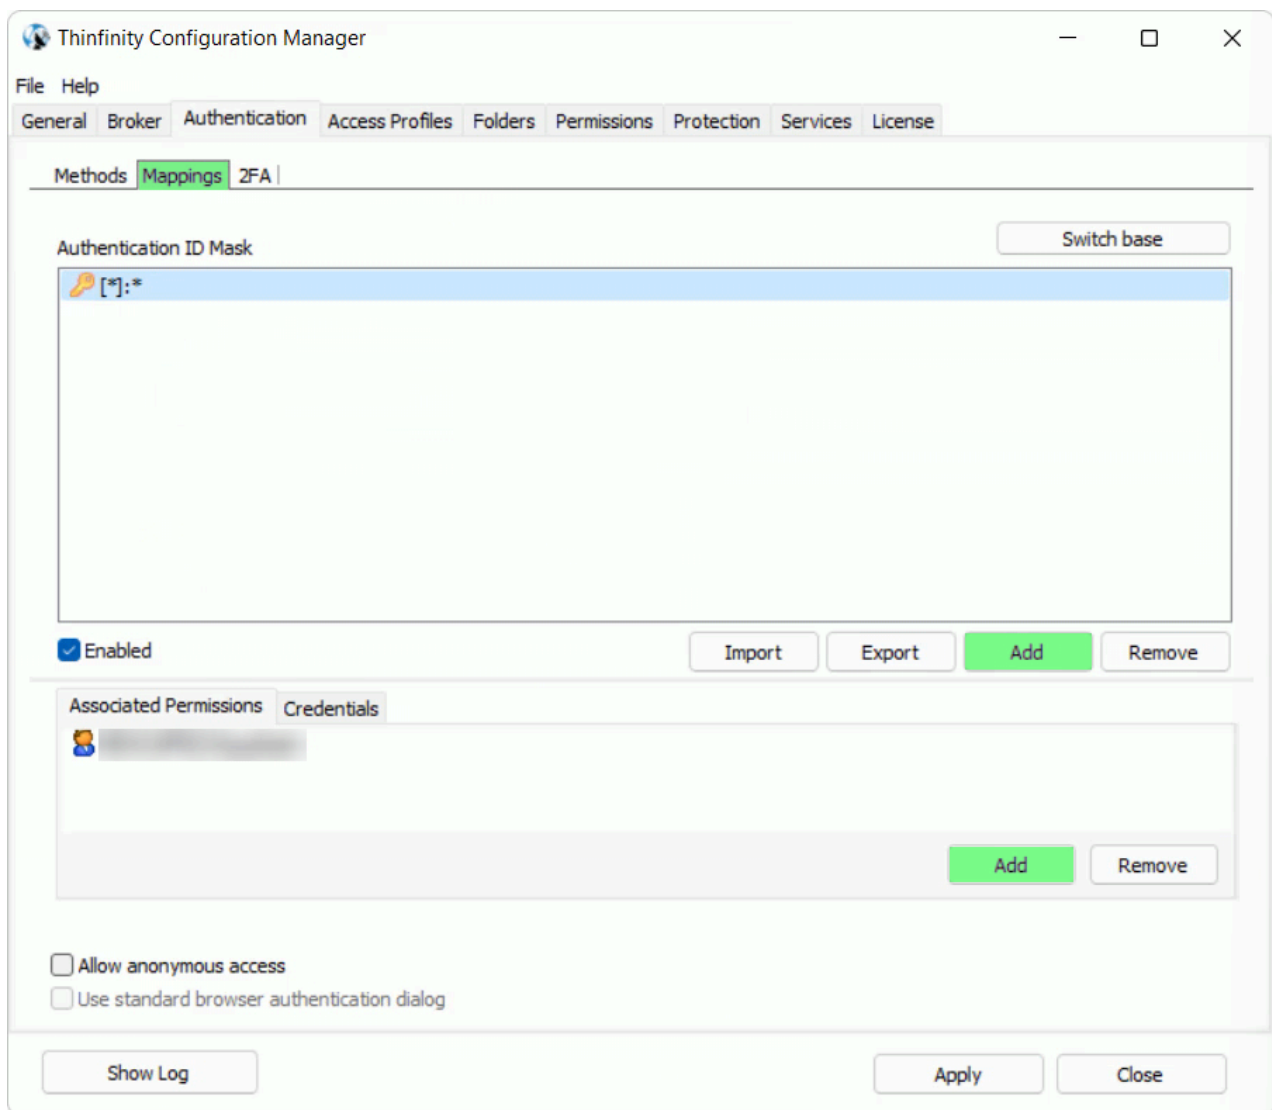 Thinfinity Configuration Manager
File Help
General Broker Authentication Access Profiles Folders Permissions Protection Services License
Methods Mappings 2FA
Switch base
Authentication ID Mask
[*]:*
Enabled Import Export Add Remove
Associated Permissions Credentials
Add Remove
Allow anonymous access
Use standard browser authentication dialog
Show Log Apply Close